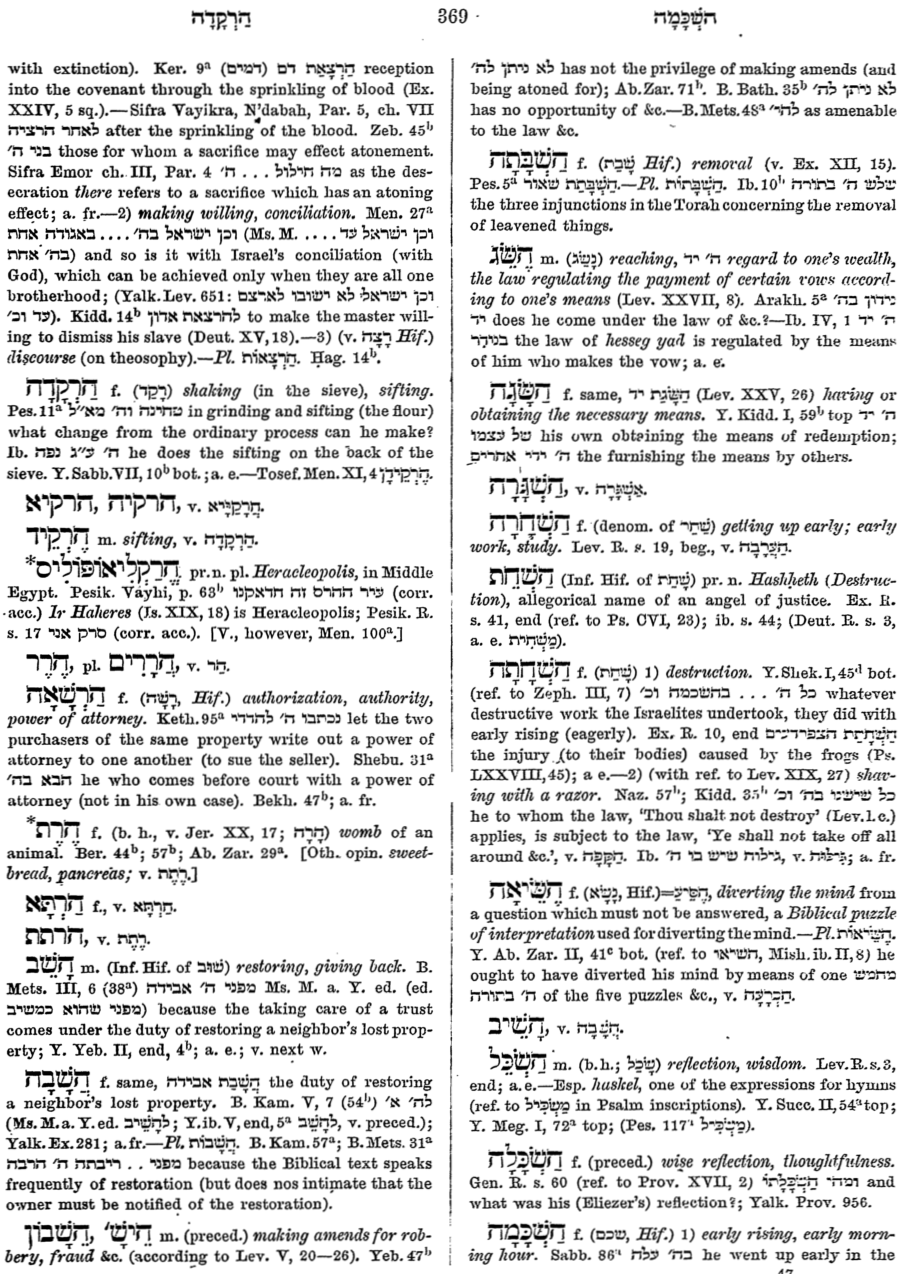 הַרְקָדָה 369 הַשְׁכָּמָה
with extinction). Ker. 9ᵃ (דמים) הַרְצָאַת דם reception
into the covenant through the sprinkling of blood (Ex.
XXIV, 5 sq.).—Sifra Vayikra, N'dabah, Par. 5, ch. VII
לאחר הרציה after the sprinkling of the blood. Zeb. 45ᵇ
בני ה' those for whom a sacrifice may effect atonement.
Sifra Emor ch. III, Par. 4 מה חילול ... ה' as the des-
ecration there refers to a sacrifice which has an atoning
effect; a. fr.—2) making willing, conciliation. Men. 27ᵃ
וכן ישראל בה' .... באגודה אחת (Ms. M. .... וכן ישראל עד
בה' אחת) and so is it with Israel's conciliation (with
God), which can be achieved only when they are all one
brotherhood; (Yalk. Lev. 651: וכן ישראל לא ישובו לארצם
עד וכ'). Kidd. 14ᵇ להרצאת אדון to make the master will-
ing to dismiss his slave (Deut. XV, 18).—3) (v. רָצָה Hif.)
discourse (on theosophy).—Pl. הַרְצָאוֹת. Ḥag. 14ᵇ.
הַרְקָדָה f. (רָקַד) shaking (in the sieve), sifting.
Pes. 11ᵃ טחינה וה' מא"ל in grinding and sifting (the flour)
what change from the ordinary process can he make?
Ib. ה' ע"ג נפה he does the sifting on the back of the
sieve. Y. Sabb. VII, 10ᵇ bot.; a. e.—Tosef. Men. XI, 4 הֶרְקֵידָן.
הרקיה, הרקיא, v. חֲרָקַיָּיא.
הֶרְקֵיד m. sifting, v. הַרְקָדָה.
*הֶרַקְלֵיאוֹפּוֹלִיס pr. n. pl. Heracleopolis, in Middle
Egypt. Pesik. Vayhi, p. 63ᵇ עיר החרס זה חראקנו (corr.
acc.) Ir Haheres (Is. XIX, 18) is Heracleopolis; Pesik. R.
s. 17 סרק אני (corr. acc.). [V., however, Men. 100ᵃ.]
הֶרֶר, pl. הֲרָרִים, v. הַר.
הַרְשָׁאָה f. (רָשָׁה, Hif.) authorization, authority,
power of attorney. Keth. 95ᵃ נכתבו ה' להדדי let the two
purchasers of the same property write out a power of
attorney to one another (to sue the seller). Shebu. 31ᵃ
הבא בה' he who comes before court with a power of
attorney (not in his own case). Bekh. 47ᵇ; a. fr.
*הֶרֶת f. (b. h., v. Jer. XX, 17; הָרָה) womb of an
animal. Ber. 44ᵇ; 57ᵇ; Ab. Zar. 29ᵃ. [Oth. opin. sweet-
bread, pancreas; v. רֶתֶת.]
הַרְתָּא f., v. חַרְתָּא.
הרתת, v. רֶתֶת.
הָשֵׁב m. (Inf. Hif. of שׁוּב) restoring, giving back. B.
Mets. III, 6 (38ᵃ) מפני ה' אבידה Ms. M. a. Y. ed. (ed.
מפני שהוא כמשיב) because the taking care of a trust
comes under the duty of restoring a neighbor's lost prop-
erty; Y. Yeb. II, end, 4ᵇ; a. e.; v. next w.
הֲשָׁבָה f. same, הֲשָׁבַת אבידה the duty of restoring
a neighbor's lost property. B. Kam. V, 7 (54ᵇ) לה' א'
(Ms. M. a. Y. ed. לְהָשִׁיב; Y. ib. V, end, 5ᵃ לְהָשֵׁב, v. preced.);
Yalk. Ex. 281; a. fr.—Pl. הֲשָׁבוֹת. B. Kam. 57ᵃ; B. Mets. 31ᵃ
מפני .. ריבתה ה' הרבה because the Biblical text speaks
frequently of restoration (but does nos intimate that the
owner must be notified of the restoration).
הֲשָׁבוֹן, הֵישׁ' m. (preced.) making amends for rob-
bery, fraud &c. (according to Lev. V, 20—26). Yeb. 47ᵇ
לא ניתן לה' has not the privilege of making amends (and
being atoned for); Ab. Zar. 71ᵇ. B. Bath. 35ᵇ לא ניתן לה'
has no opportunity of &c.—B. Mets. 48ᵃ להי' as amenable
to the law &c.
הַשְׁבָּתָה f. (שָׁבַת Hif.) removal (v. Ex. XII, 15).
Pes. 5ᵃ הַשְׁבָּתַת שאור.—Pl. הַשְׁבָּתוֹת. Ib. 10ᵇ שלש ה' בתורה
the three injunctions in the Torah concerning the removal
of leavened things.
הֶשֵּׂג m. (נָשַׂג) reaching, ה' יד regard to one's wealth,
the law regulating the payment of certain vows accord-
ing to one's means (Lev. XXVII, 8). Arakh. 5ᵃ נידון בה'
יד does he come under the law of &c.?—Ib. IV, 1 ה' יד
בנודר the law of hesseg yad is regulated by the means
of him who makes the vow; a. e.
הַשָּׂגָה f. same, הַשָּׂגַת יד (Lev. XXV, 26) having or
obtaining the necessary means. Y. Kidd. I, 59ᵇ top ה' יד
של עצמו his own obtaining the means of redemption;
ה' ידי אחרים the furnishing the means by others.
הַשְׁגָּרָה, v. אַשְׁגָּרָה.
הַשְׁחָרָה f. (denom. of שַׁחַר) getting up early; early
work, study. Lev. R. s. 19, beg., v. הַעֲרָבָה.
הַשְׁחֵת (Inf. Hif. of שָׁחַת) pr. n. Hashḥeth (Destruc-
tion), allegorical name of an angel of justice. Ex. R.
s. 41, end (ref. to Ps. CVI, 23); ib. s. 44; (Deut. R. s. 3,
a. e. מַשְׁחִית).
הַשְׁחָתָה f. (שָׁחַת) 1) destruction. Y. Shek. I, 45ᵈ bot.
(ref. to Zeph. III, 7) כל ה' ... בהשכמה וכ' whatever
destructive work the Israelites undertook, they did with
early rising (eagerly). Ex. R. 10, end הַשְׁחָתַת הצפרדעים
the injury (to their bodies) caused by the frogs (Ps.
LXXVIII, 45); a e.—2) (with ref. to Lev. XIX, 27) shav-
ing with a razor. Naz. 57ᵇ; Kidd. 35ᵇ כל שישנו בה' וכ'
he to whom the law, 'Thou shalt not destroy' (Lev. l. c.)
applies, is subject to the law, 'Ye shall not take off all
around &c.', v. הַקָּפָה. Ib. גילוח שיש בו ה', v. גִּילּוּחַ; a. fr.
הַשִּׂיאָה f. (נָשָׂא, Hif.)=הֶסִּיעַ, diverting the mind from
a question which must not be answered, a Biblical puzzle
of interpretation used for diverting the mind.—Pl.
Y. Ab. Zar. II, 41ᶜ bot. (ref. to השיאו, Mish. ib. II, 8) he
ought to have diverted his mind by means of one מחמש
ה' בתורה of the five puzzles &c., v. הַכְרָעָה.
הָשִׁיב, v. הֲשָׁבָה.
הַשְׂכֵּל m. (b. h.; שָׂכַל) reflection, wisdom. Lev. R. s. 3,
end; a. e.—Esp. haskel, one of the expressions for hymns
(ref. to מַשְׂכִּיל in Psalm inscriptions). Y. Succ. II, 54ᵃ top;
Y. Meg. I, 72ᵃ top; (Pes. 117ᵃ מַשְׂכִּיל).
הַשְׂכָּלָה f. (preced.) wise reflection, thoughtfulness.
Gen. R. s. 60 (ref. to Prov. XVII, 2) ומהו הַשְׂכָּלָתוֹ and
what was his (Eliezer's) reflection?; Yalk. Prov. 956.
הַשְׁכָּמָה f. (שכם, Hif.) 1) early rising, early morn-
ing hour. Sabb. 86ᵃ בה' עלה he went up early in the
47